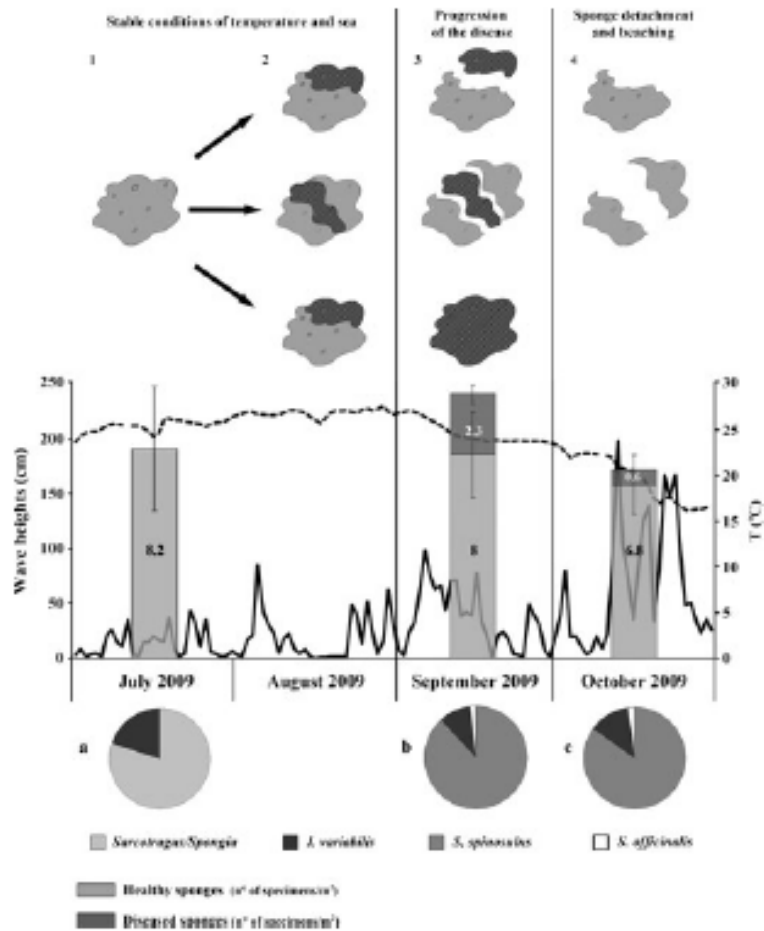 Stable conditions of temperature and sea
Progression
of the disease
Sponge detachment
and beaching
1
2
3
4
Wave heights (cm)
250
200
150
100
50
0
8.2
2.3
8
6.8
30
25
20
15
10
5
0
T (°C)
July 2009
August 2009
September 2009
October 2009
a
b
c
Sarcotragus/Spongia
I. variabilis
S. spinosulus
S. officinalis
Healthy sponges (n° of specimens/m²)
Diseased sponges (n° of specimens/m²)